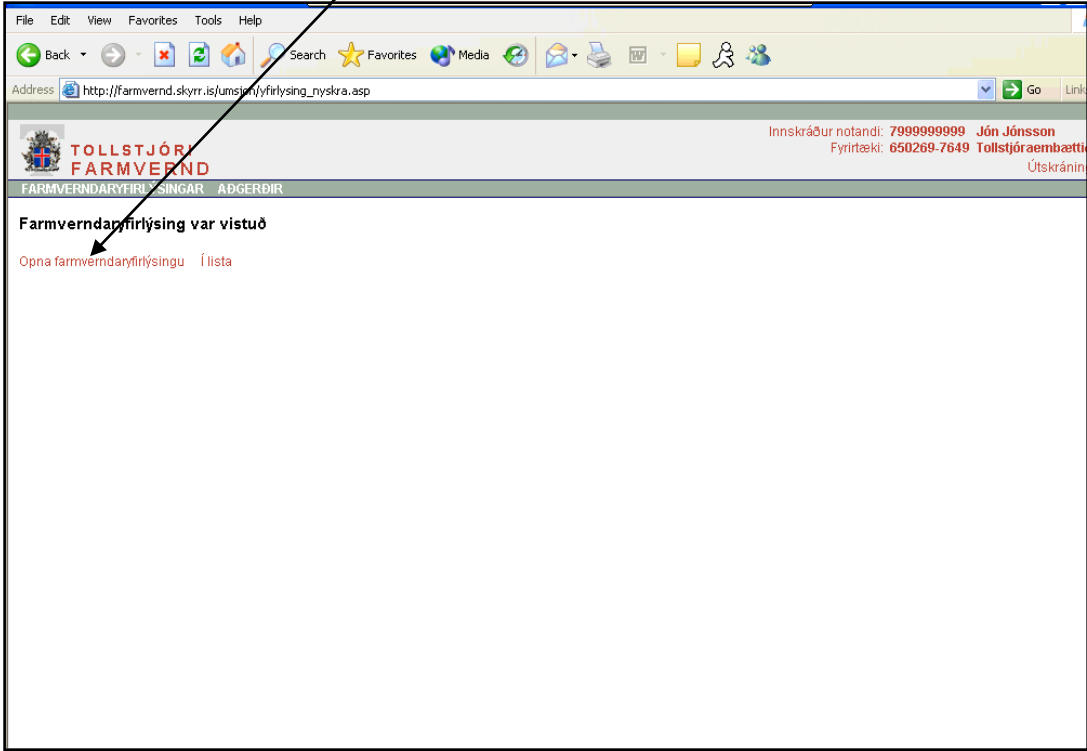 File Edit View Favorites Tools Help
Back Search Favorites Media
Address http://farmvernd.skyrr.is/umsjon/yfirlysing_nyskra.asp Go Link
Innskráður notandi: 7999999999 Jón Jónsson
TOLLSTJÓRI Fyrirtæki: 650269-7649 Tollstjóraembætti
FARMVERND Útskráning
FARMVERNDARYFIRLÝSINGAR AÐGERÐIR
Farmverndaryfirlýsing var vistuð
Opna farmverndaryfirlýsingu Í lista